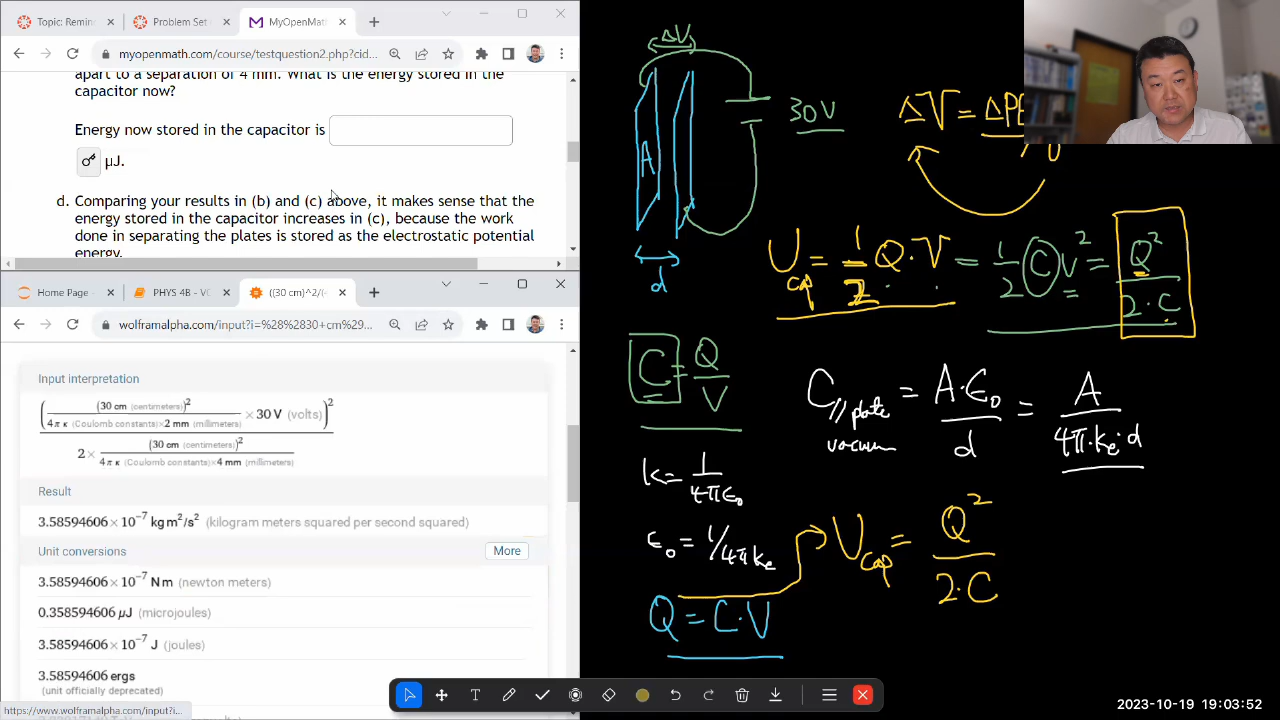 Topic: Remin
Problem Set
MyOpenMath
myopenmath.com/course/testquestion2.php?cid...
apart to a separation of 4 mm. What is the energy stored in the
capacitor now?
Energy now stored in the capacitor is
μJ.
d. Comparing your results in (b) and (c) above, it makes sense that the
energy stored in the capacitor increases in (c), because the work
done in separating the plates is stored as the electrostatic potential
energy.
Home Page
PHYS 4B - V
((30 cm)^2/(4
wolframalpha.com/input?i=%28%2830+cm%29...
Input interpretation
((30 cm (centimeters))² / (4 π κ (Coulomb constants)×2 mm (millimeters)) × 30 V (volts))²
2 × (30 cm (centimeters))² / (4 π κ (Coulomb constants)×4 mm (millimeters))
Result
3.58594606 × 10⁻⁷ kg m²/s² (kilogram meters squared per second squared)
Unit conversions
More
3.58594606 × 10⁻⁷ N m (newton meters)
0.358594606 μJ (microjoules)
3.58594606 × 10⁻⁷ J (joules)
3.58594606 ergs
(unit officially deprecated)
https://www.wolframalpha.com/input?i...
ΔV
30V
A
d
ΔV = ΔPE
U cap = 1/2 Q·V = 1/2 C V² = Q² / 2·C
C = Q/V
C // plate vacuum = A·ε₀ / d = A / 4π·kₑ·d
k = 1/4πε₀
ε₀ = 1/4πkₑ
U cap = Q² / 2·C
Q = C·V
T
2023-10-19 19:03:52